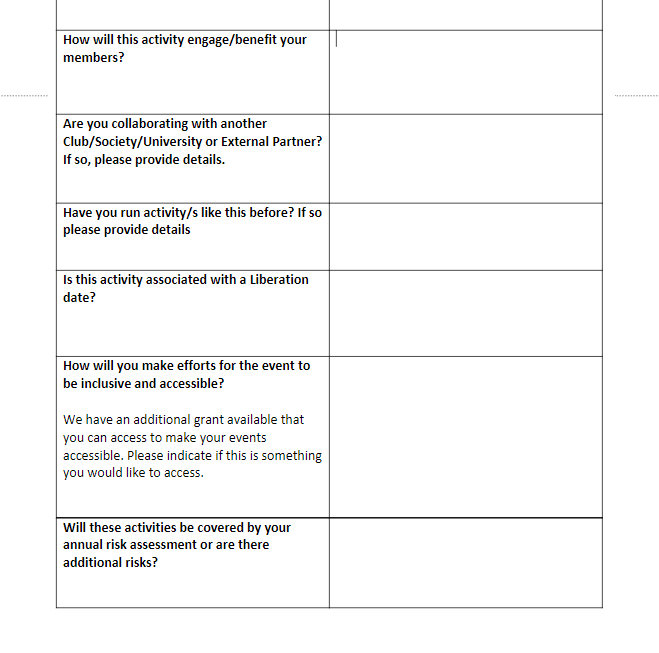 How will this activity engage/benefit your
members?
Are you collaborating with another
Club/Society/University or External Partner?
If so, please provide details.
Have you run activity/s like this before? If so
please provide details
Is this activity associated with a Liberation
date?
How will you make efforts for the event to
be inclusive and accessible?
We have an additional grant available that
you can access to make your events
accessible. Please indicate if this is something
you would like to access.
Will these activities be covered by your
annual risk assessment or are there
additional risks?